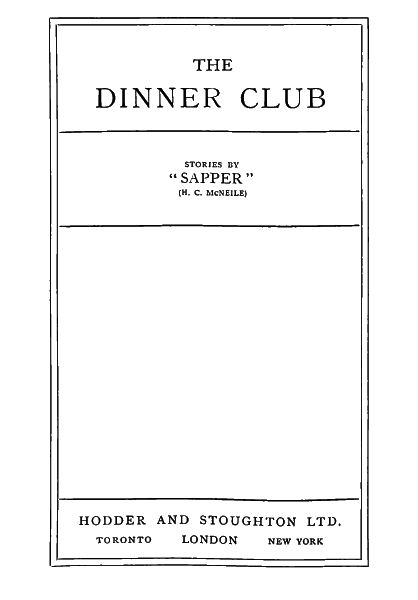 THE
DINNER CLUB
STORIES BY
"SAPPER"
(H. C. McNEILE)
HODDER AND STOUGHTON LTD.
TORONTO LONDON NEW YORK